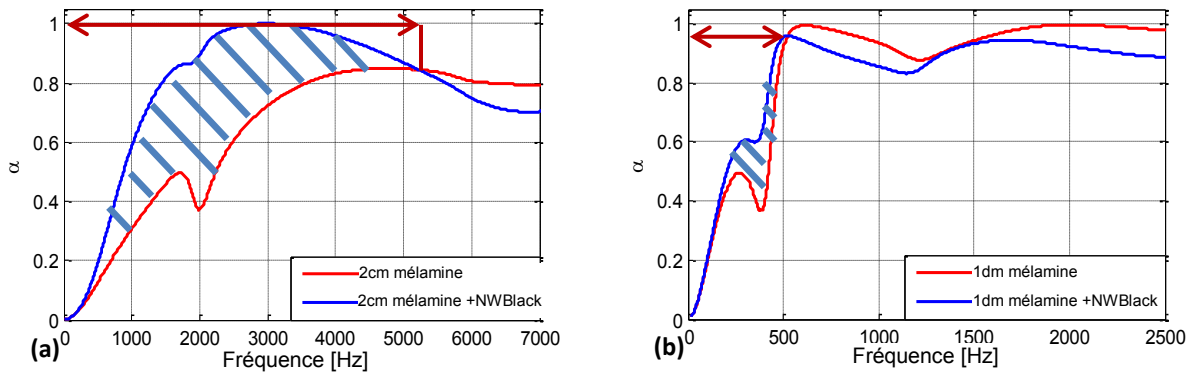 1
0.8
0.6
0.4
0.2
0
α
0 1000 2000 3000 4000 5000 6000 7000
Fréquence [Hz]
2cm mélamine
2cm mélamine +NWBlack
(a)
1
0.8
0.6
0.4
0.2
0
α
0 500 1000 1500 2000 2500
Fréquence [Hz]
1dm mélamine
1dm mélamine +NWBlack
(b)